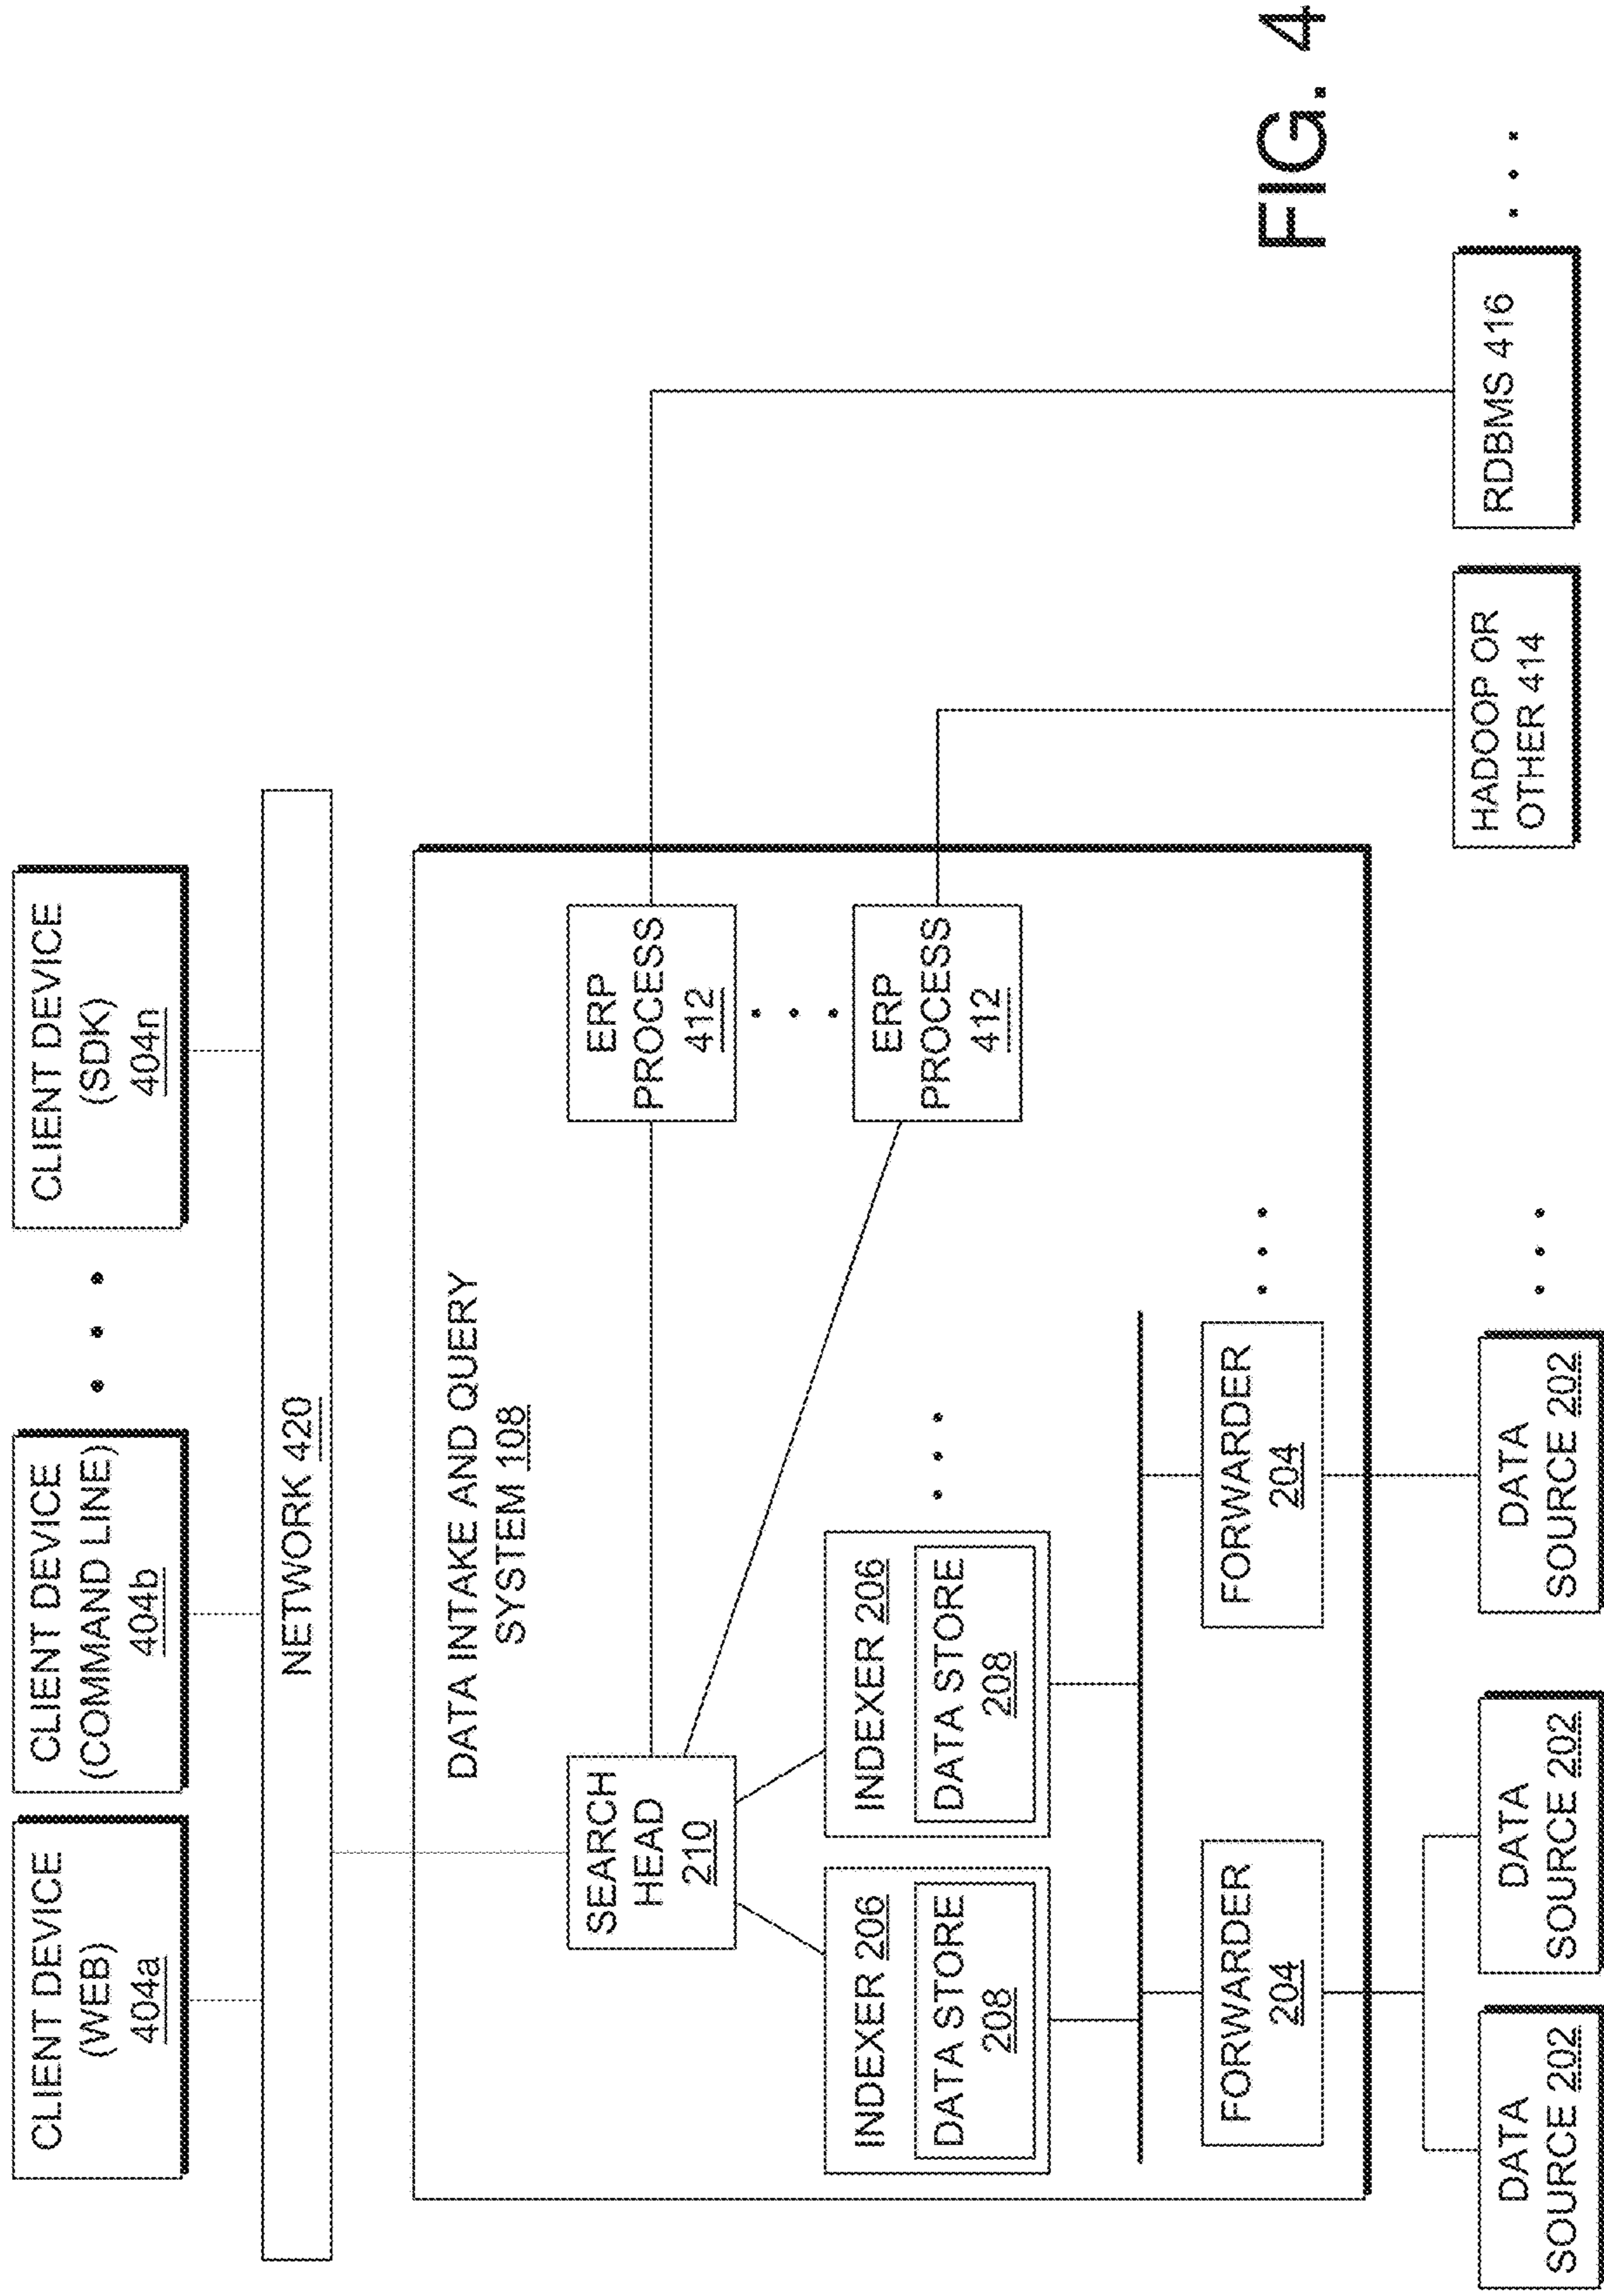 CLIENT DEVICE
(WEB)
404a
CLIENT DEVICE
(COMMAND LINE)
404b
CLIENT DEVICE
(SDK)
404n
NETWORK 420
DATA INTAKE AND QUERY
SYSTEM 108
SEARCH
HEAD
210
ERP
PROCESS
412
ERP
PROCESS
412
INDEXER 206
DATA STORE
208
INDEXER 206
DATA STORE
208
FORWARDER
204
FORWARDER
204
DATA
SOURCE 202
DATA
SOURCE 202
DATA
SOURCE 202
HADOOP OR
OTHER 414
RDBMS 416
FIG. 4